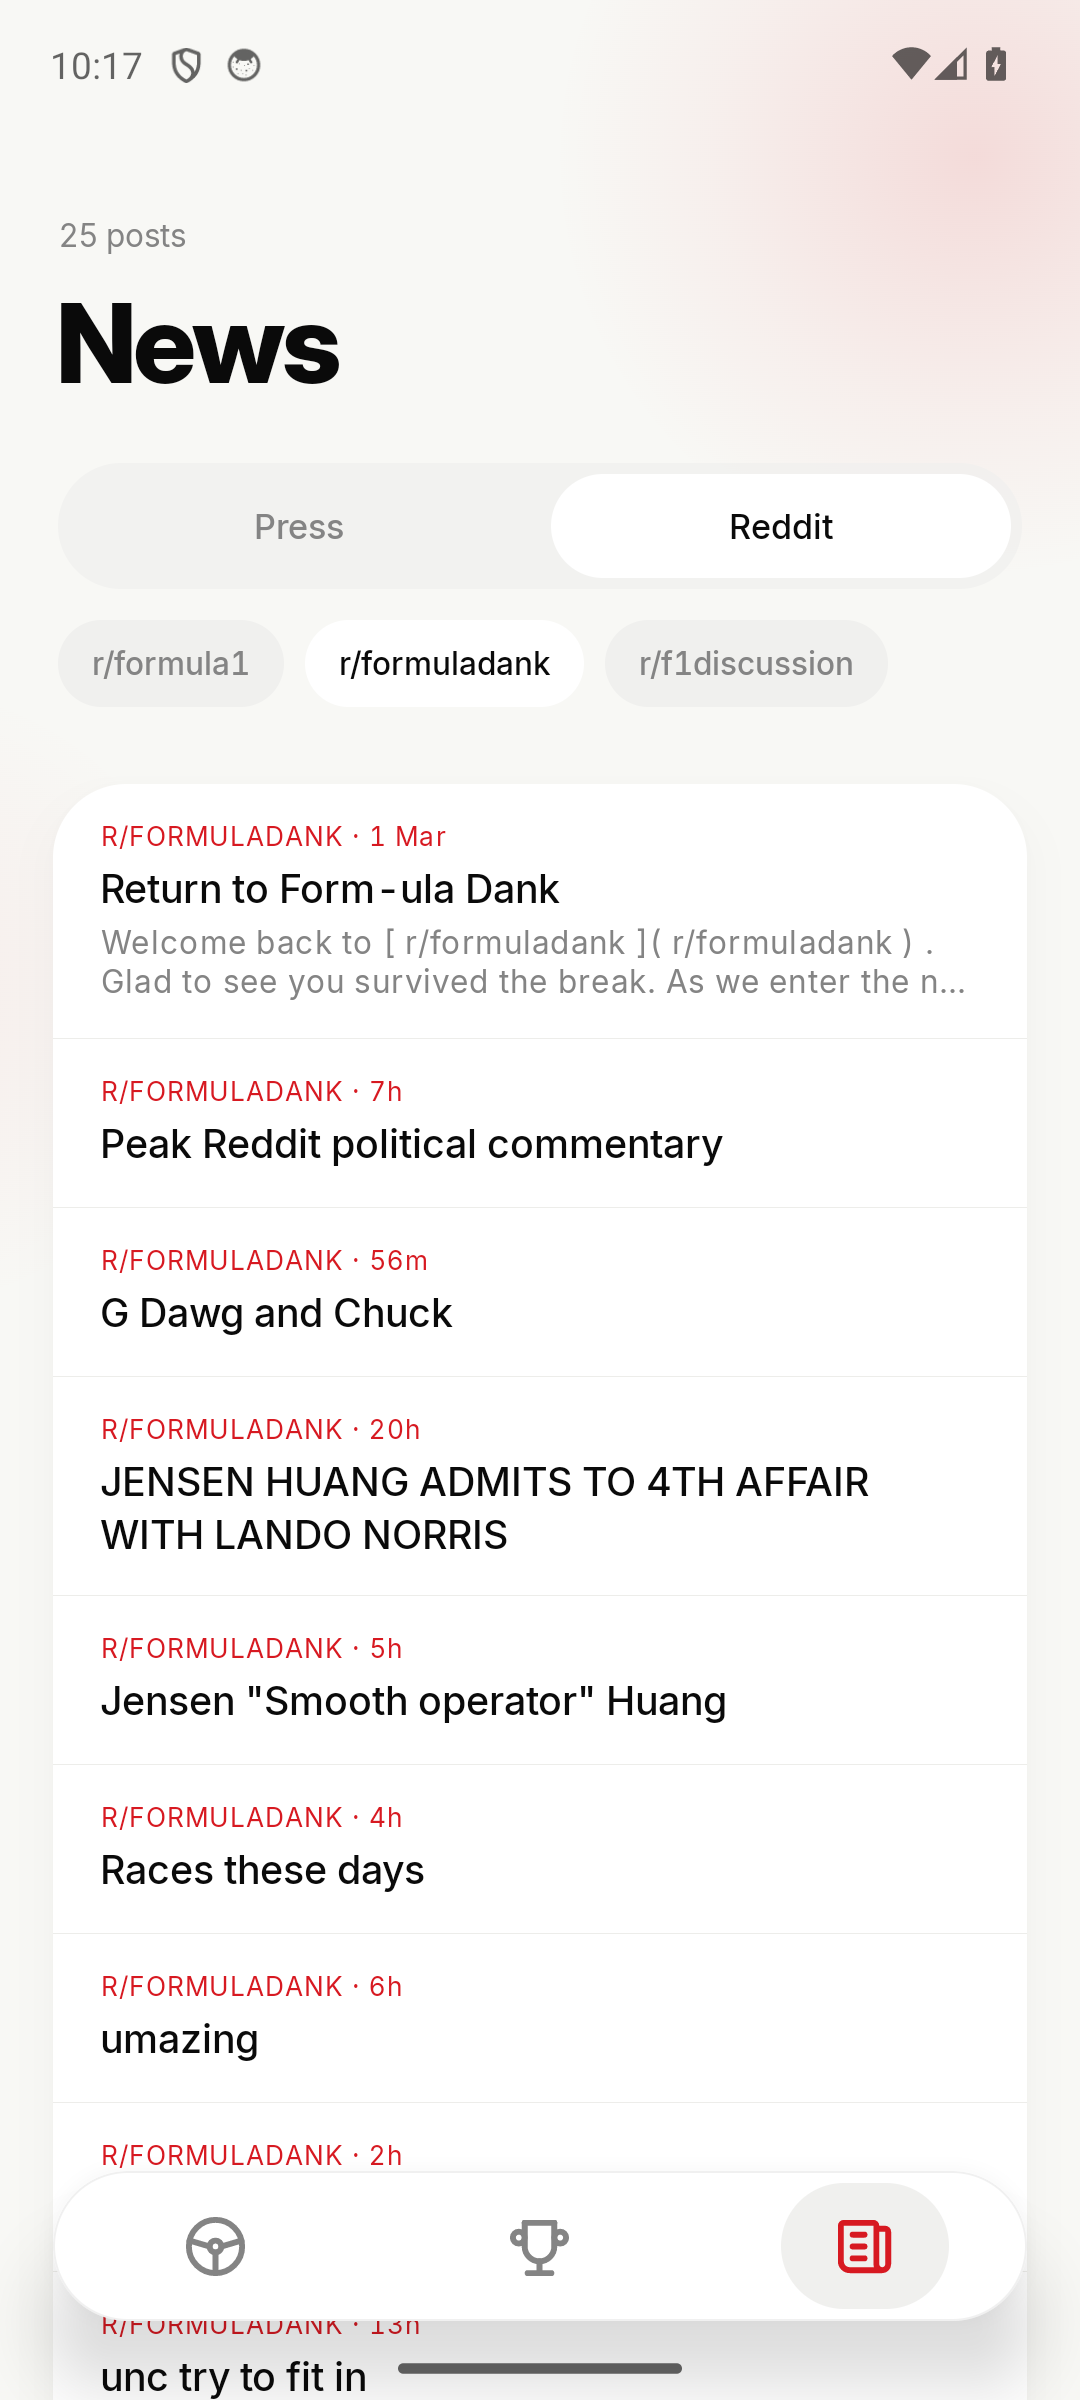 10:17
25 posts
News
Press
Reddit
r/formula1
r/formuladank
r/f1discussion
R/FORMULADANK · 1 Mar
Return to Form-ula Dank
Welcome back to [ r/formuladank ]( r/formuladank ) .
Glad to see you survived the break. As we enter the n...
R/FORMULADANK · 7h
Peak Reddit political commentary
R/FORMULADANK · 56m
G Dawg and Chuck
R/FORMULADANK · 20h
JENSEN HUANG ADMITS TO 4TH AFFAIR
WITH LANDO NORRIS
R/FORMULADANK · 5h
Jensen "Smooth operator" Huang
R/FORMULADANK · 4h
Races these days
R/FORMULADANK · 6h
umazing
R/FORMULADANK · 2h
R/FORMULADANK · 13h
unc try to fit in